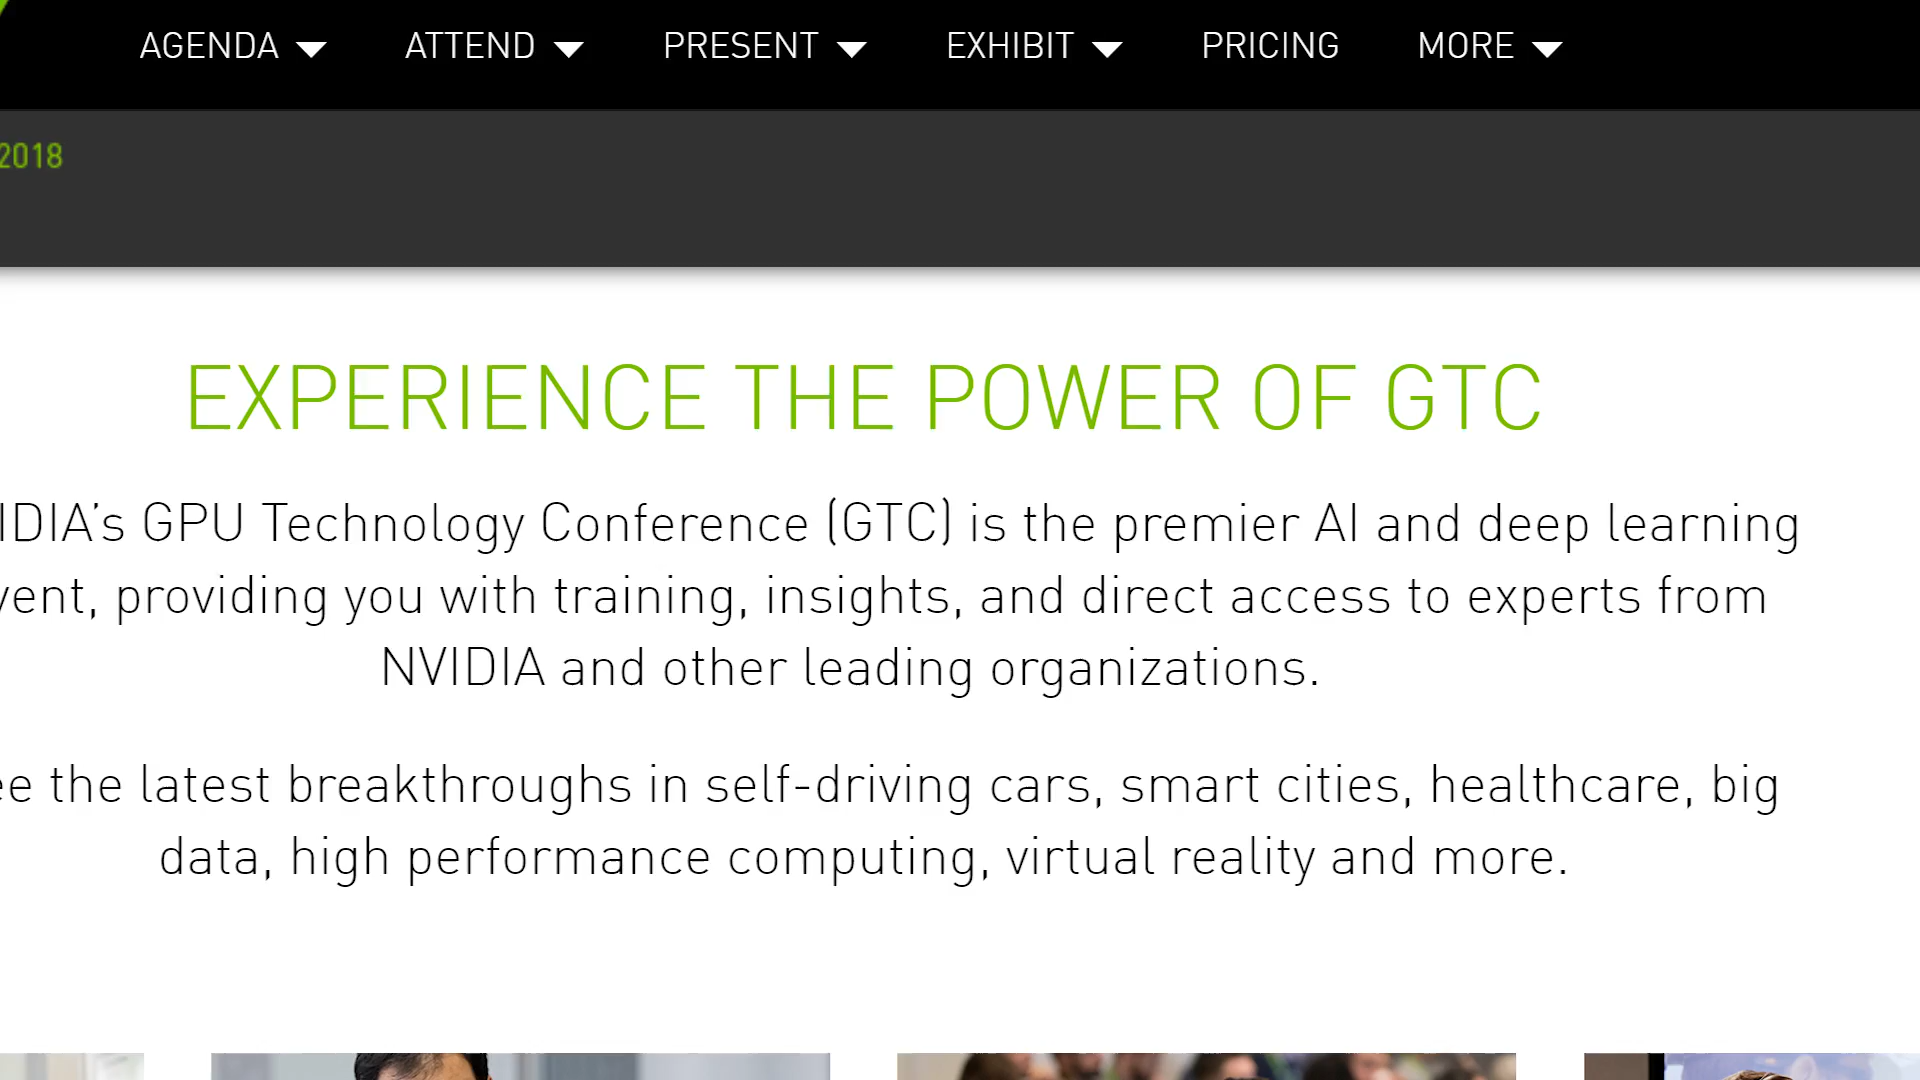 AGENDA ATTEND PRESENT EXHIBIT PRICING MORE
2018
EXPERIENCE THE POWER OF GTC
IDIA's GPU Technology Conference (GTC) is the premier AI and deep learning
vent, providing you with training, insights, and direct access to experts from
NVIDIA and other leading organizations.
ee the latest breakthroughs in self-driving cars, smart cities, healthcare, big
data, high performance computing, virtual reality and more.